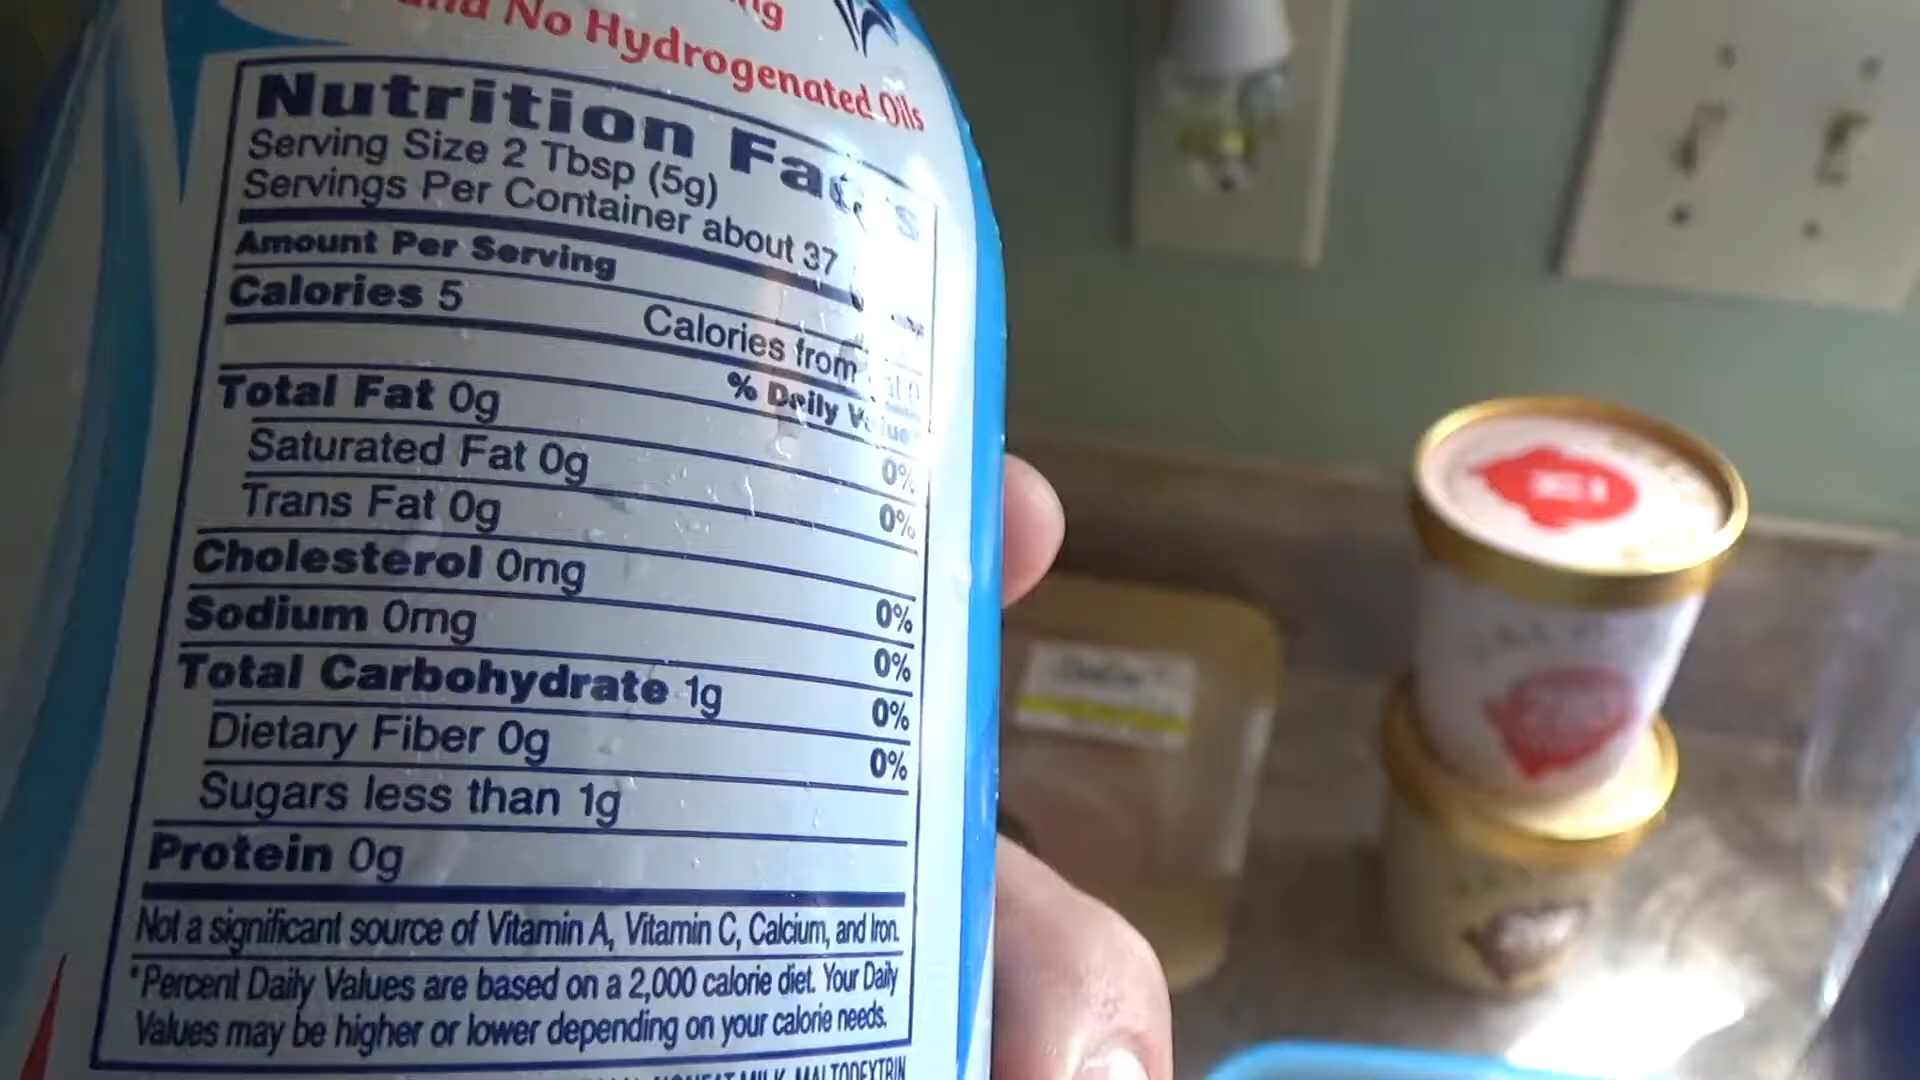 and No Hydrogenated Oils
Nutrition Facts
Serving Size 2 Tbsp (5g)
Servings Per Container about 37
Amount Per Serving
Calories 5 Calories from Fat 0
% Daily Value*
Total Fat 0g 0%
Saturated Fat 0g 0%
Trans Fat 0g
Cholesterol 0mg 0%
Sodium 0mg 0%
Total Carbohydrate 1g 0%
Dietary Fiber 0g 0%
Sugars less than 1g
Protein 0g
Not a significant source of Vitamin A, Vitamin C, Calcium, and Iron.
*Percent Daily Values are based on a 2,000 calorie diet. Your Daily
Values may be higher or lower depending on your calorie needs.
NONFAT MILK, MALTODEXTRIN